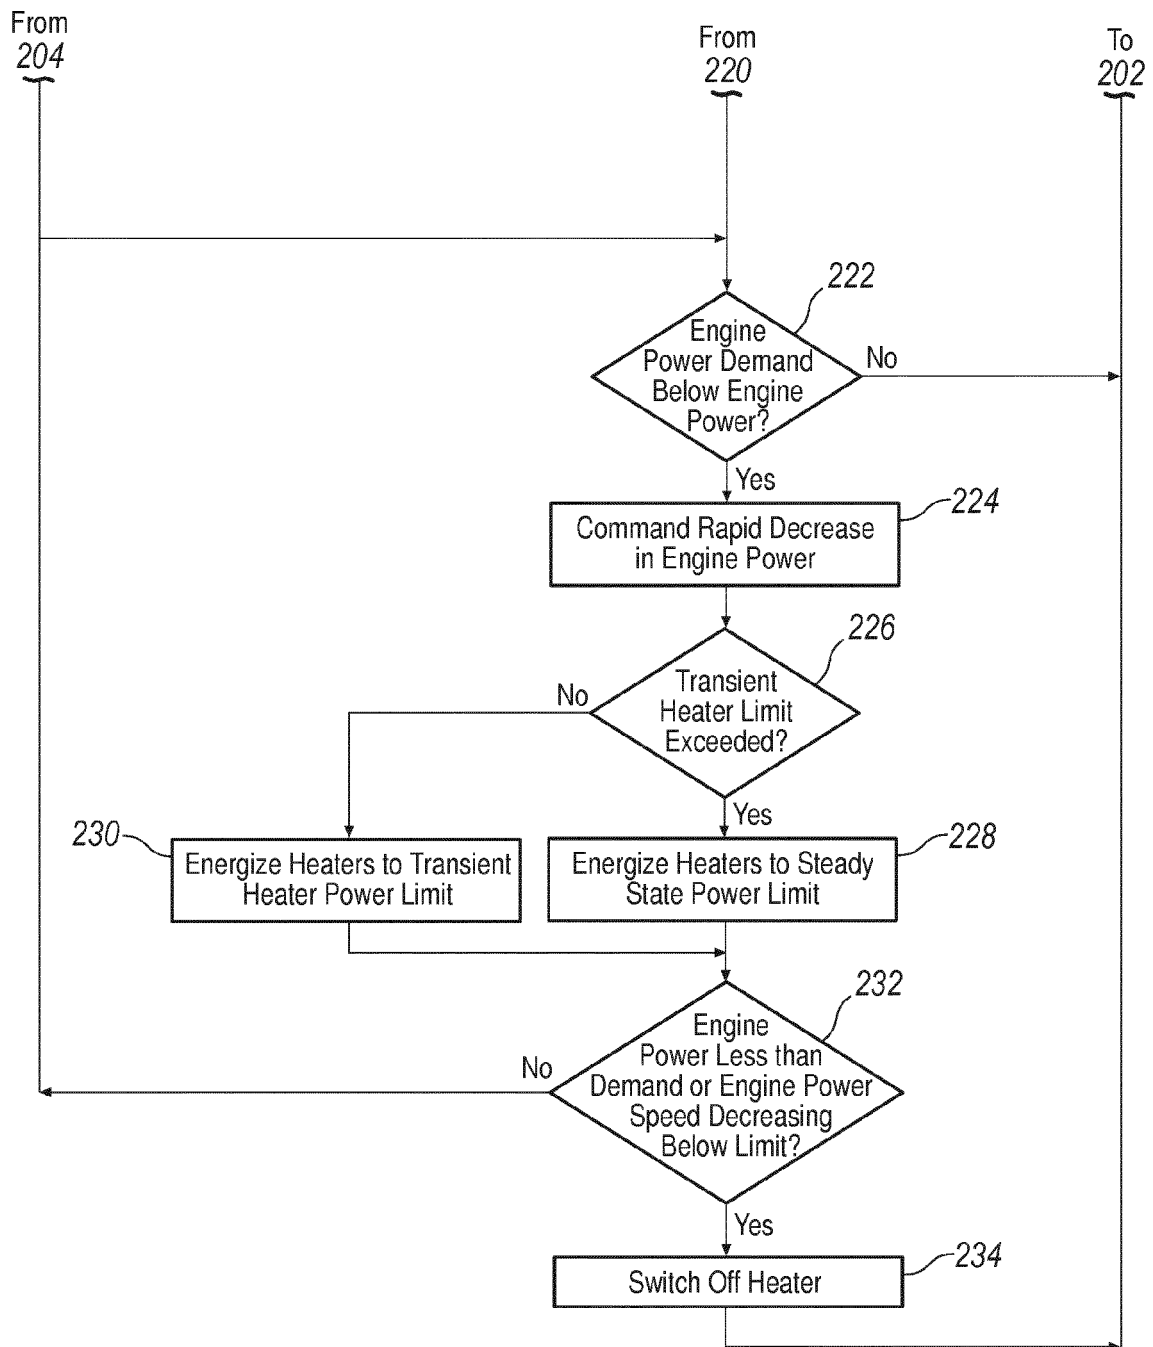 From
204
From
220
To
202
222
Engine
Power Demand
Below Engine
Power?
No
Yes
224
Command Rapid Decrease
in Engine Power
226
Transient
Heater Limit
Exceeded?
No
Yes
230
Energize Heaters to Transient
Heater Power Limit
228
Energize Heaters to Steady
State Power Limit
232
Engine
Power Less than
Demand or Engine Power
Speed Decreasing
Below Limit?
No
Yes
234
Switch Off Heater